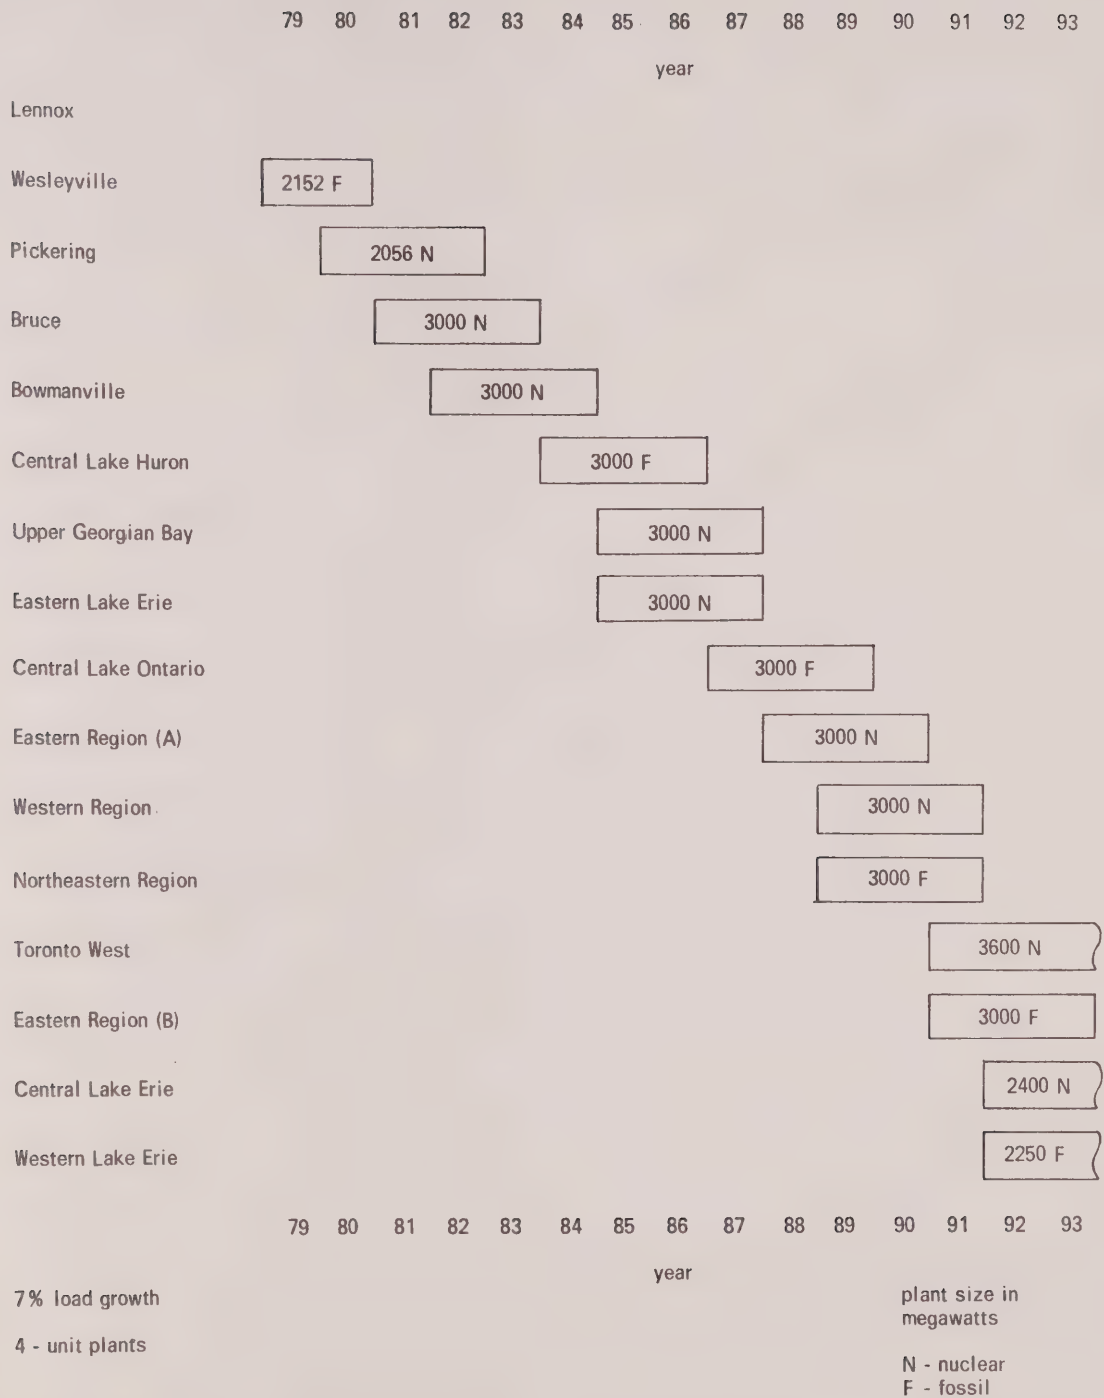 79 80 81 82 83 84 85 86 87 88 89 90 91 92 93
year
Lennox
Wesleyville 2152 F
Pickering 2056 N
Bruce 3000 N
Bowmanville 3000 N
Central Lake Huron 3000 F
Upper Georgian Bay 3000 N
Eastern Lake Erie 3000 N
Central Lake Ontario 3000 F
Eastern Region (A) 3000 N
Western Region 3000 N
Northeastern Region 3000 F
Toronto West 3600 N
Eastern Region (B) 3000 F
Central Lake Erie 2400 N
Western Lake Erie 2250 F
79 80 81 82 83 84 85 86 87 88 89 90 91 92 93
year
7% load growth
4 - unit plants
plant size in
megawatts
N - nuclear
F - fossil